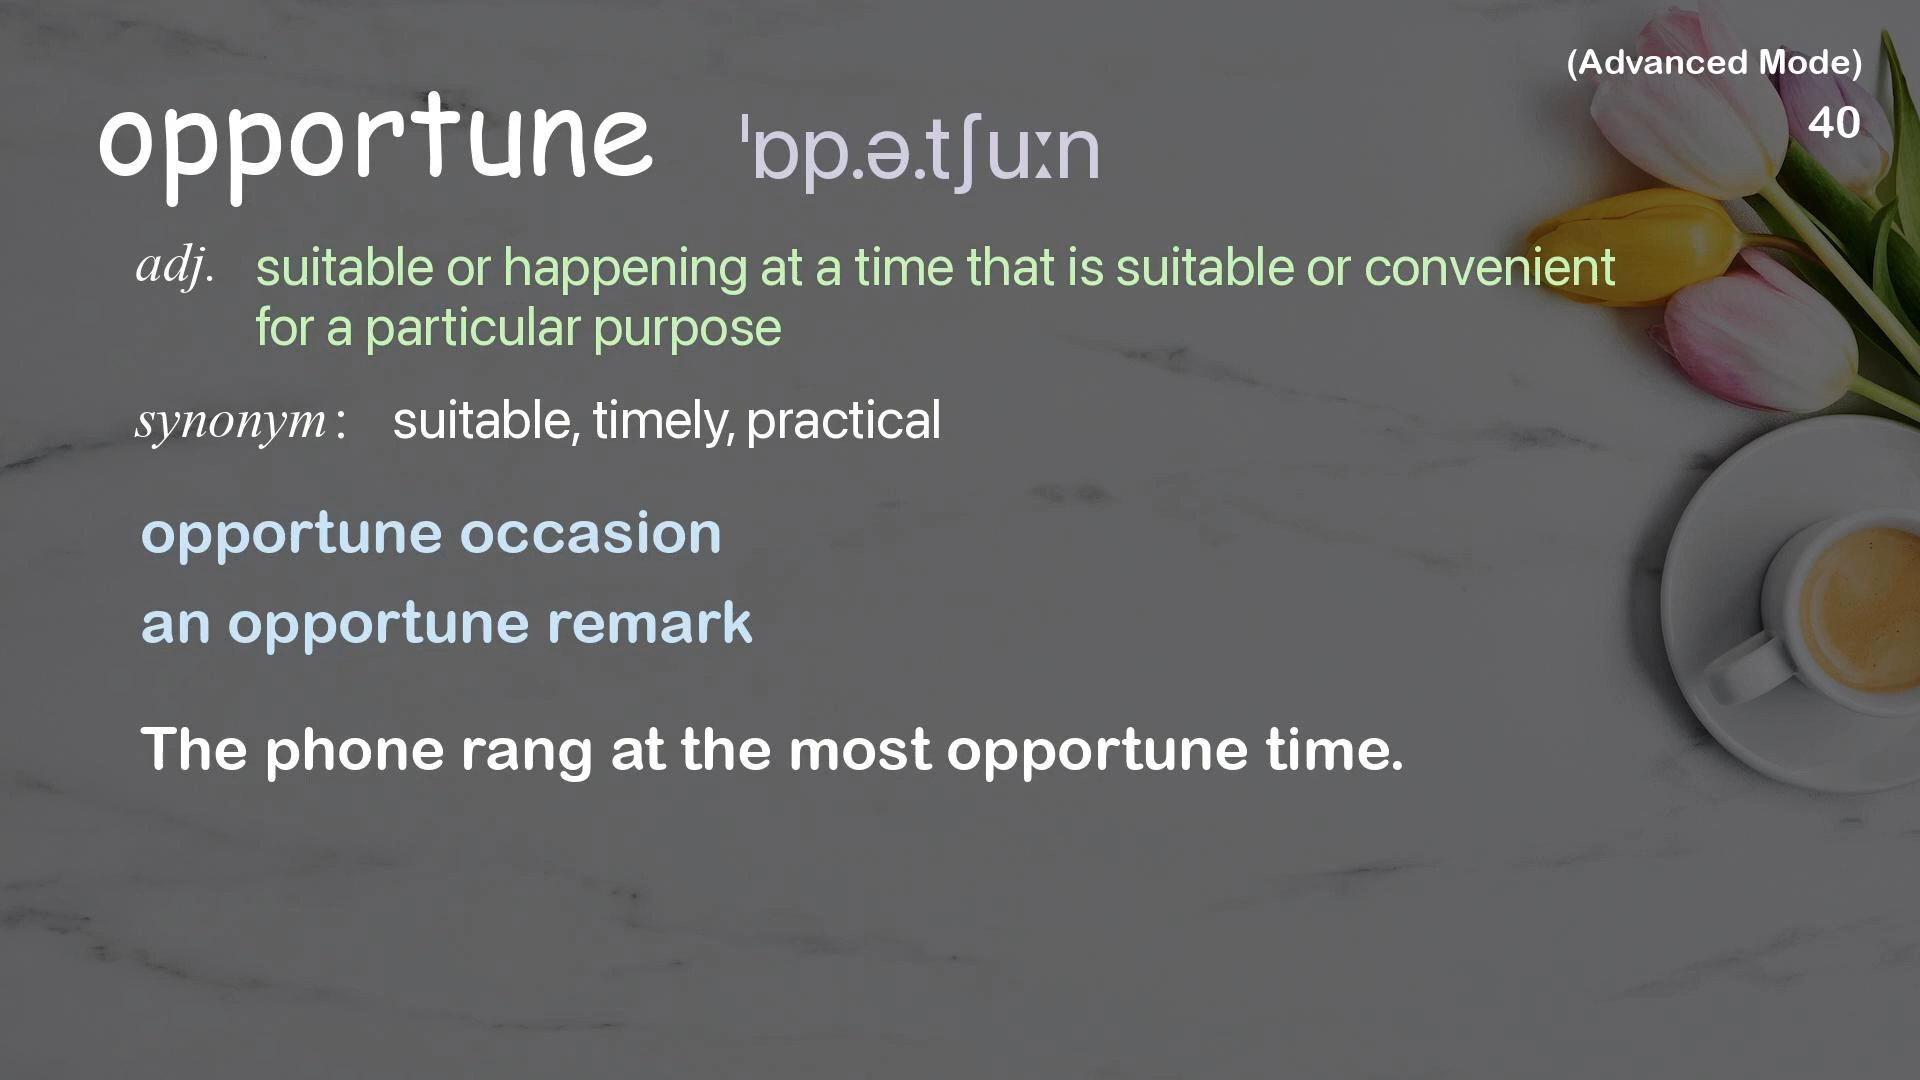 (Advanced Mode)
opportune ˈɒp.ə.tʃuːn
40
adj. suitable or happening at a time that is suitable or convenient
for a particular purpose
synonym: suitable, timely, practical
opportune occasion
an opportune remark
The phone rang at the most opportune time.